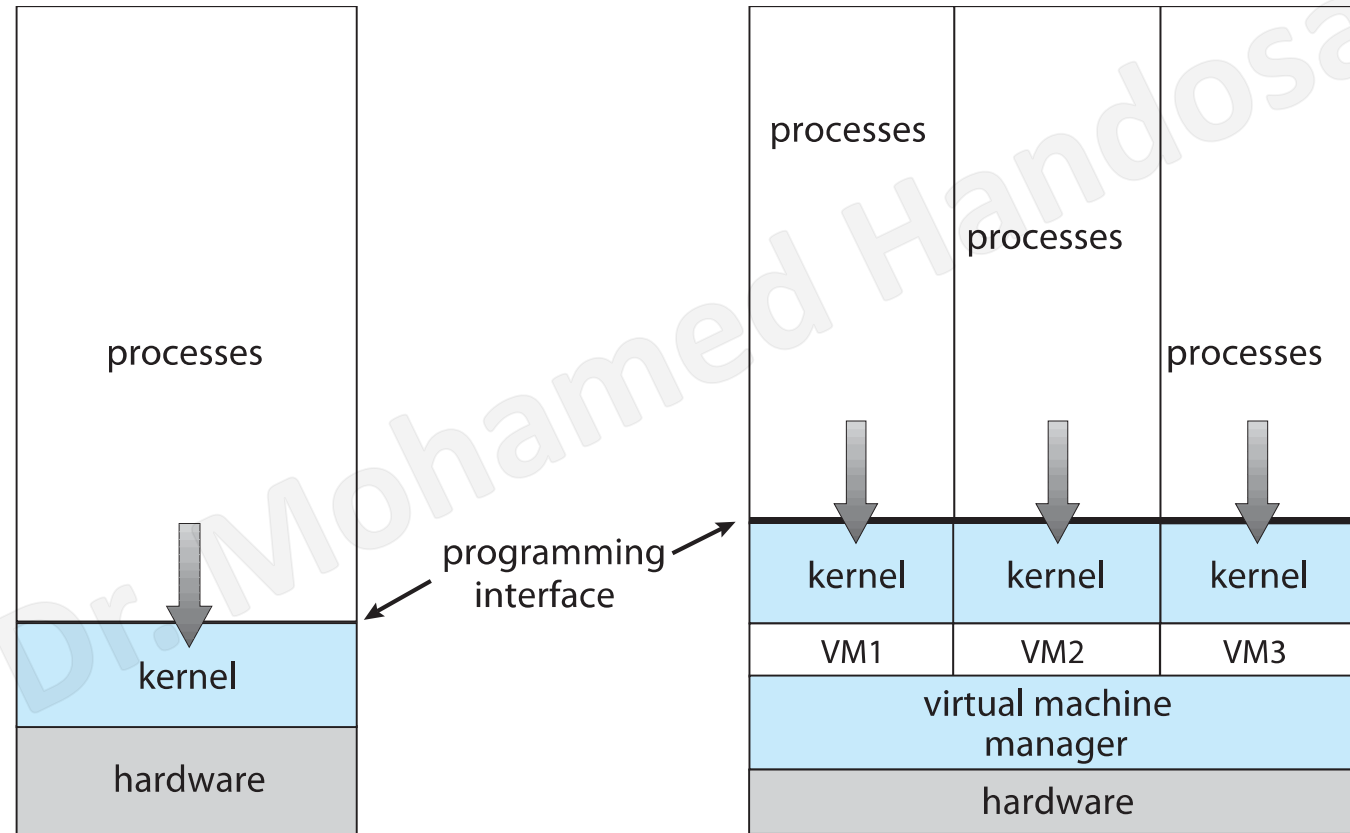 processes
kernel
hardware
programming
interface
processes
processes
processes
kernel
kernel
kernel
VM1
VM2
VM3
virtual machine
manager
hardware
Dr. Mohamed Handosa